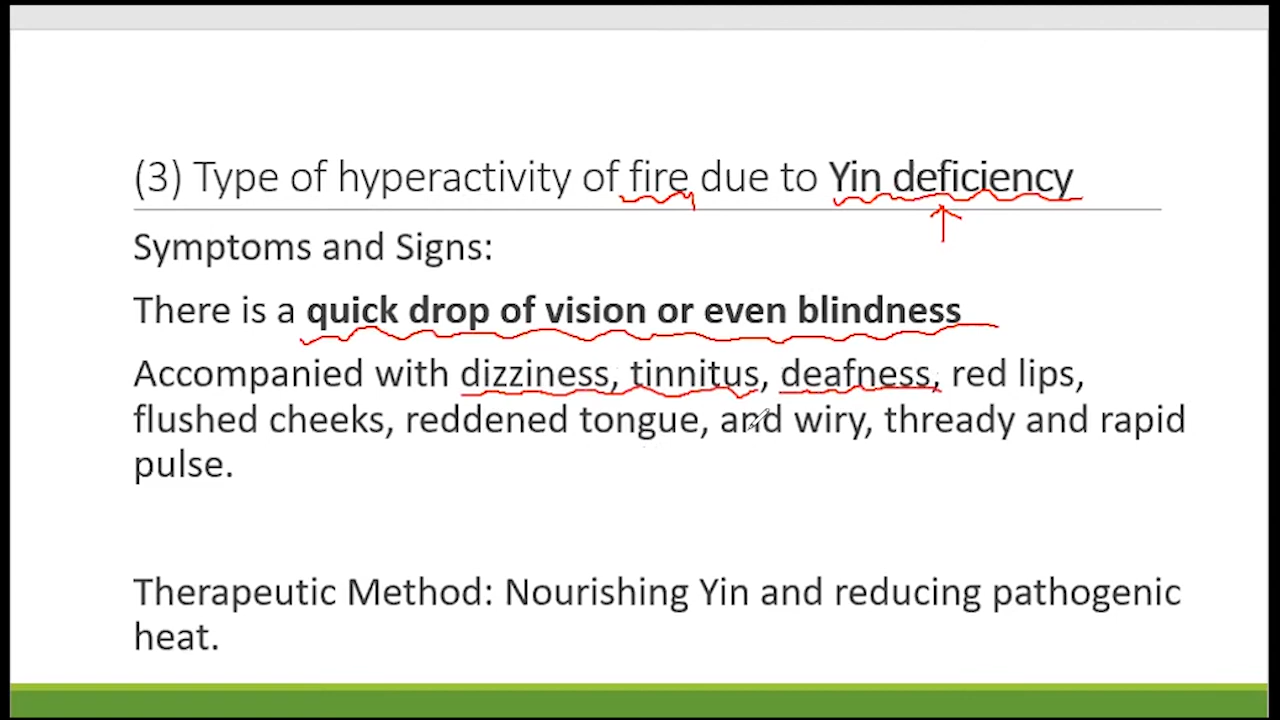 (3) Type of hyperactivity of fire due to Yin deficiency
Symptoms and Signs:
There is a quick drop of vision or even blindness
Accompanied with dizziness, tinnitus, deafness, red lips,
flushed cheeks, reddened tongue, and wiry, thready and rapid
pulse.
Therapeutic Method: Nourishing Yin and reducing pathogenic
heat.